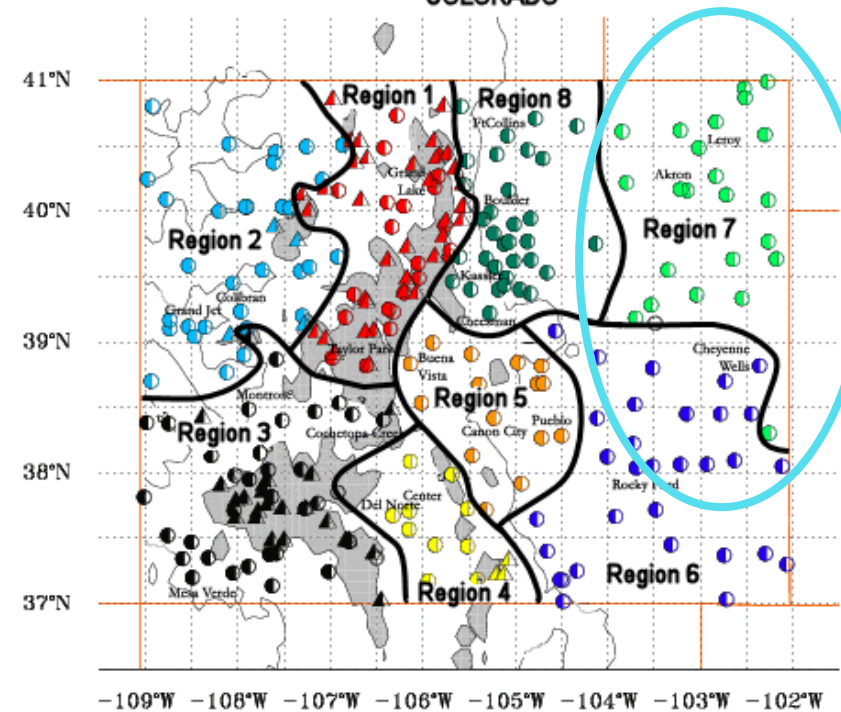 COLORADO
41°N
Region 1
Region 8
FtCollins
Leroy
Grand
Lake
Akron
Boulder
40°N
Region 2
Region 7
Kassler
Collbran
Grand Jct
Cheesman
39°N
Taylor Park
Buena
Vista
Cheyenne
Wells
Montrose
Region 5
Region 3
Cochetopa Creek
Canon City
Pueblo
38°N
Del Norte
Center
Rocky Ford
Region 6
Mesa Verde
Region 4
37°N
-109°W -108°W -107°W -106°W -105°W -104°W -103°W -102°W